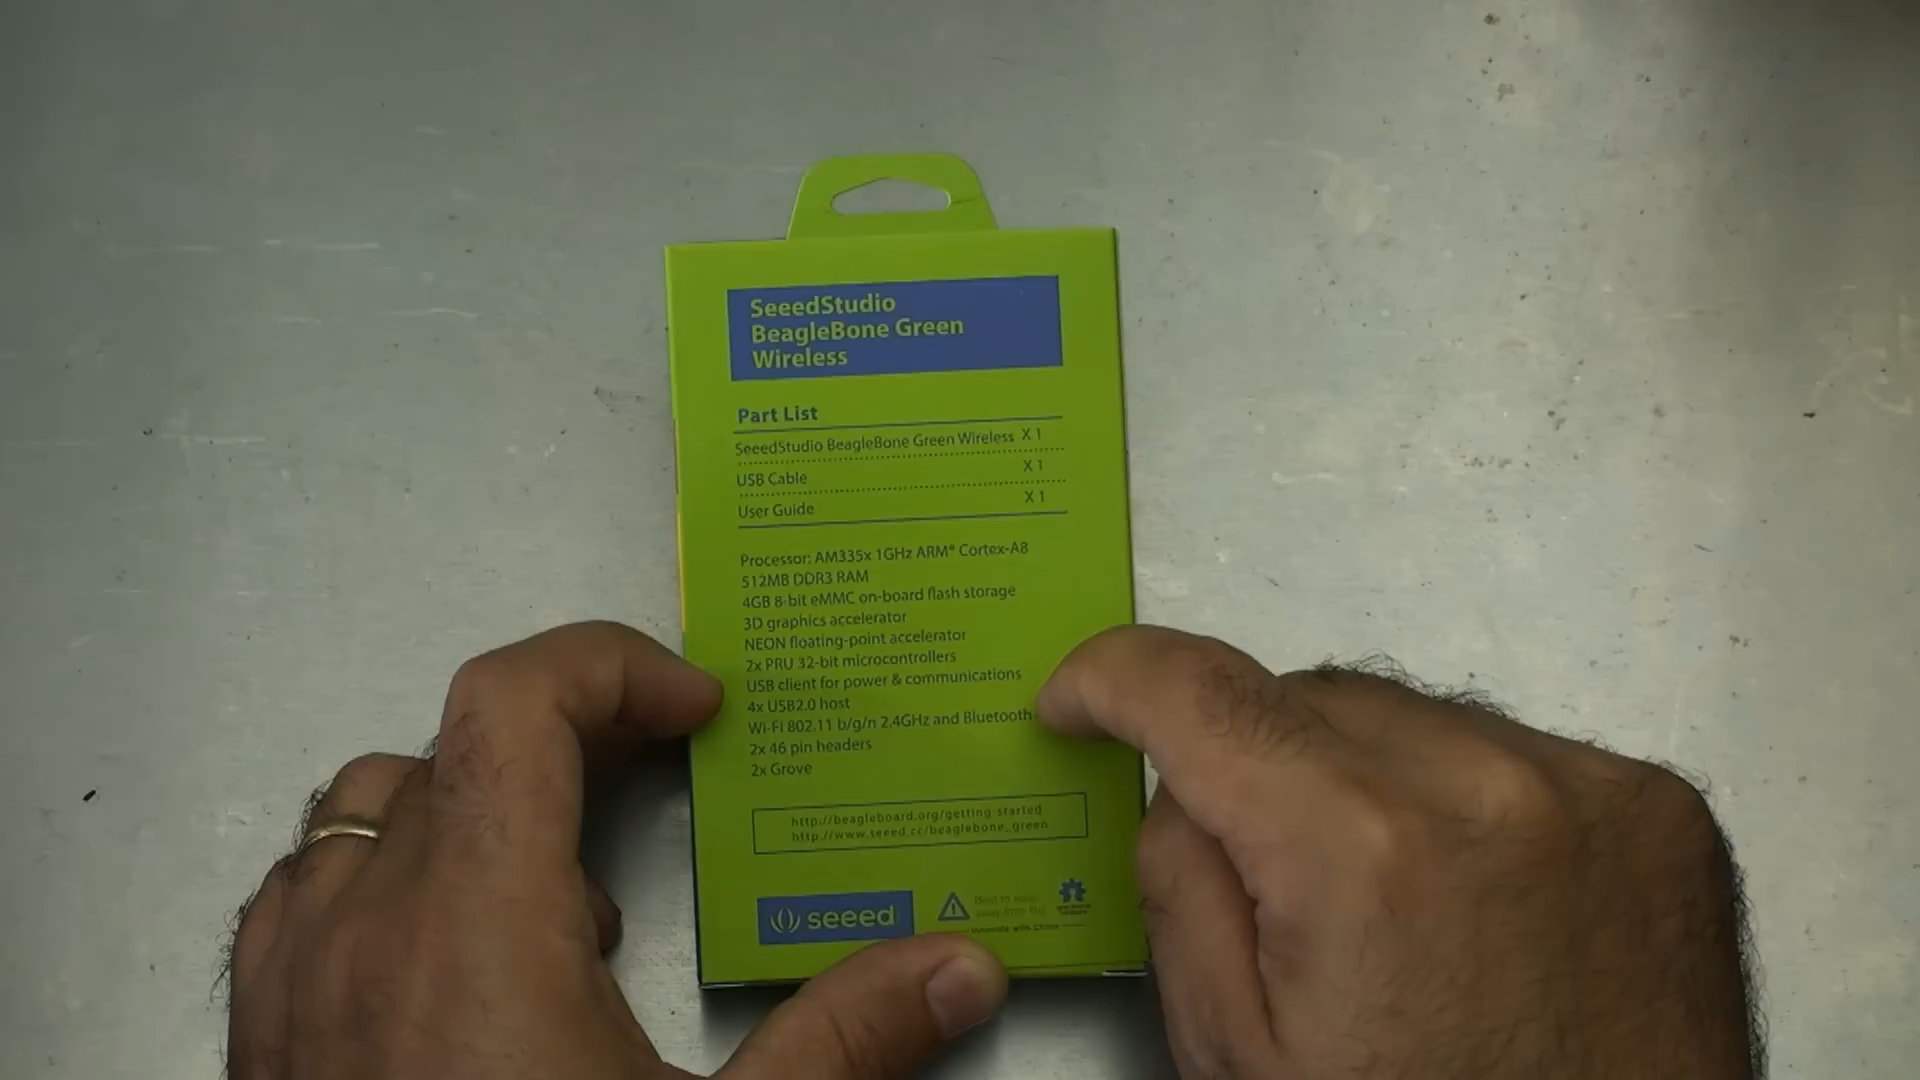 SeeedStudio
BeagleBone Green
Wireless
Part List
SeeedStudio BeagleBone Green Wireless X 1
USB Cable X 1
User Guide X 1
Processor: AM335x 1GHz ARM® Cortex-A8
512MB DDR3 RAM
4GB 8-bit eMMC on-board flash storage
3D graphics accelerator
NEON floating-point accelerator
2x PRU 32-bit microcontrollers
USB client for power & communications
4x USB2.0 host
Wi-Fi 802.11 b/g/n 2.4GHz and Bluetooth
2x 46 pin headers
2x Grove
http://beagleboard.org/getting-started
http://www.seeed.cc/beaglebone_green
seeed
Innovate with China